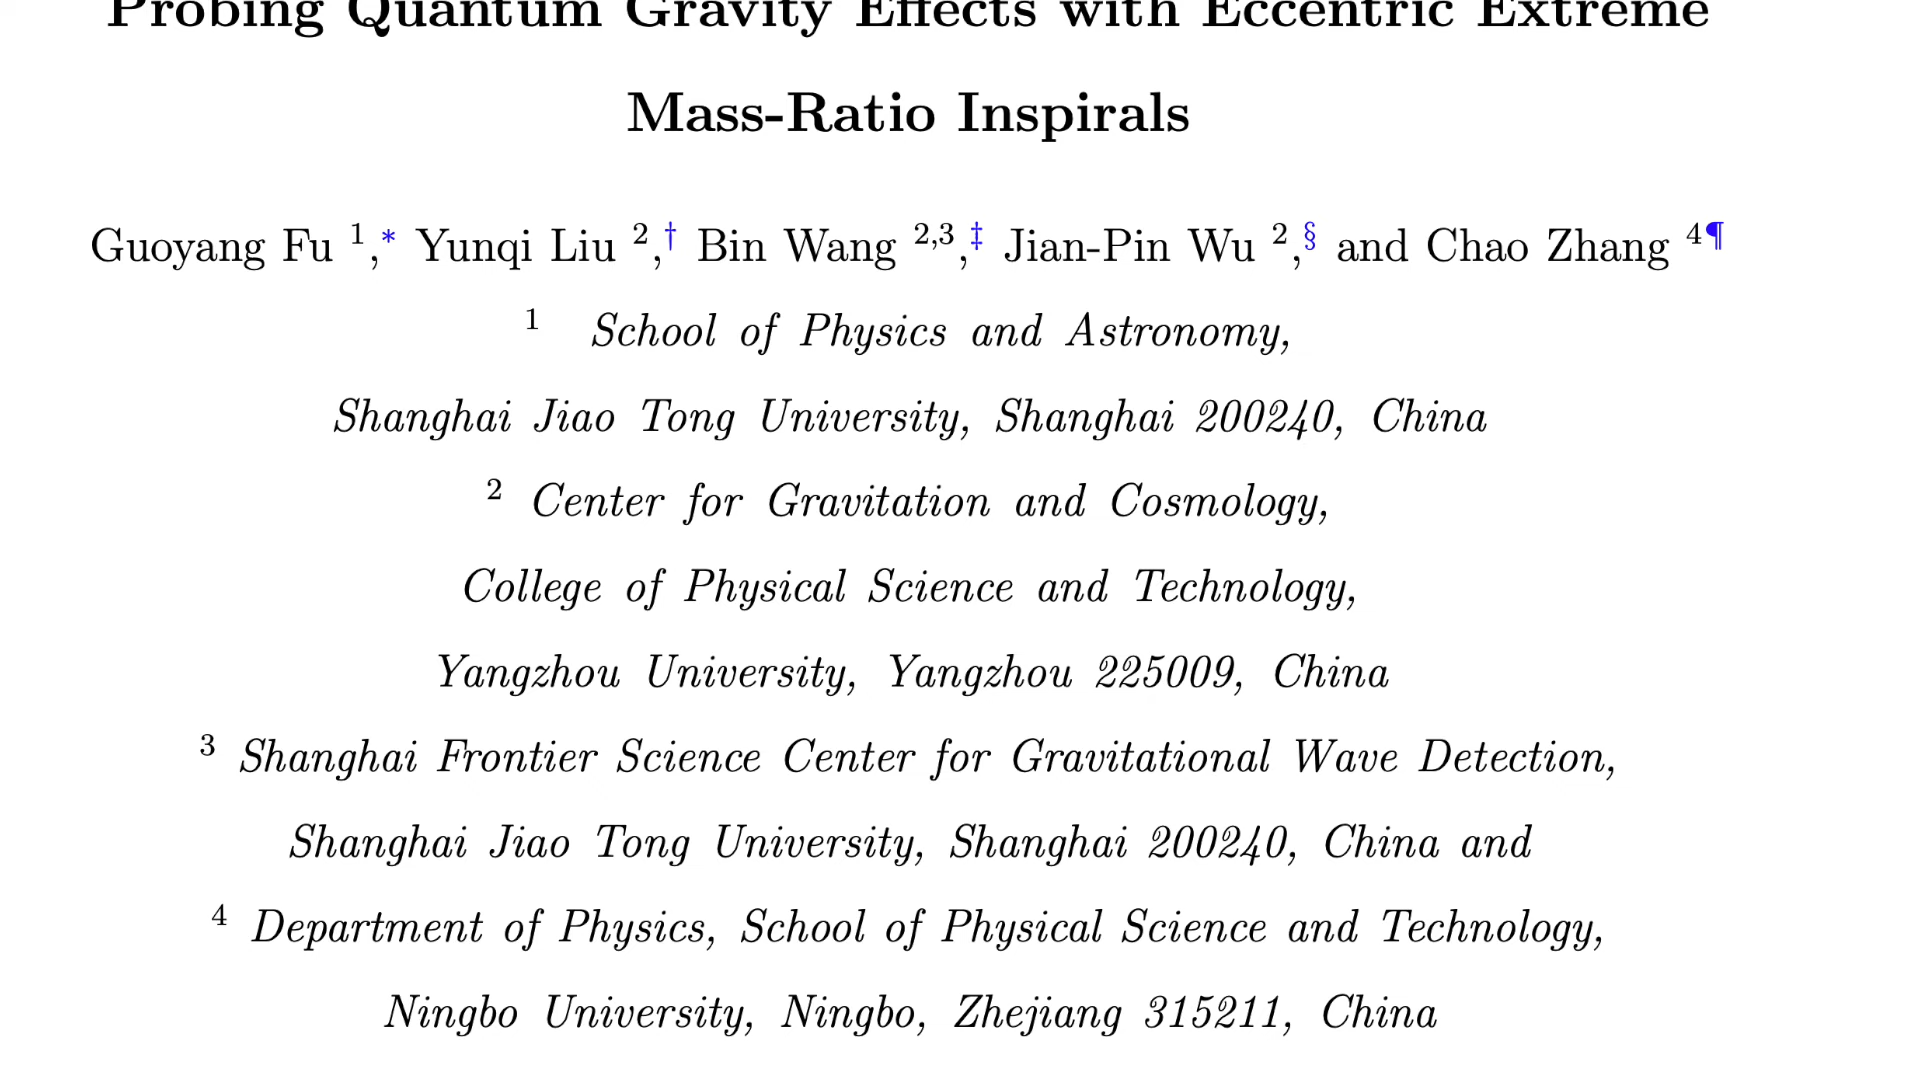 Probing Quantum Gravity Effects with Eccentric Extreme
Mass-Ratio Inspirals
Guoyang Fu ¹,* Yunqi Liu ²,† Bin Wang ²,³,‡ Jian-Pin Wu ²,§ and Chao Zhang ⁴¶
¹ School of Physics and Astronomy,
Shanghai Jiao Tong University, Shanghai 200240, China
² Center for Gravitation and Cosmology,
College of Physical Science and Technology,
Yangzhou University, Yangzhou 225009, China
³ Shanghai Frontier Science Center for Gravitational Wave Detection,
Shanghai Jiao Tong University, Shanghai 200240, China and
⁴ Department of Physics, School of Physical Science and Technology,
Ningbo University, Ningbo, Zhejiang 315211, China